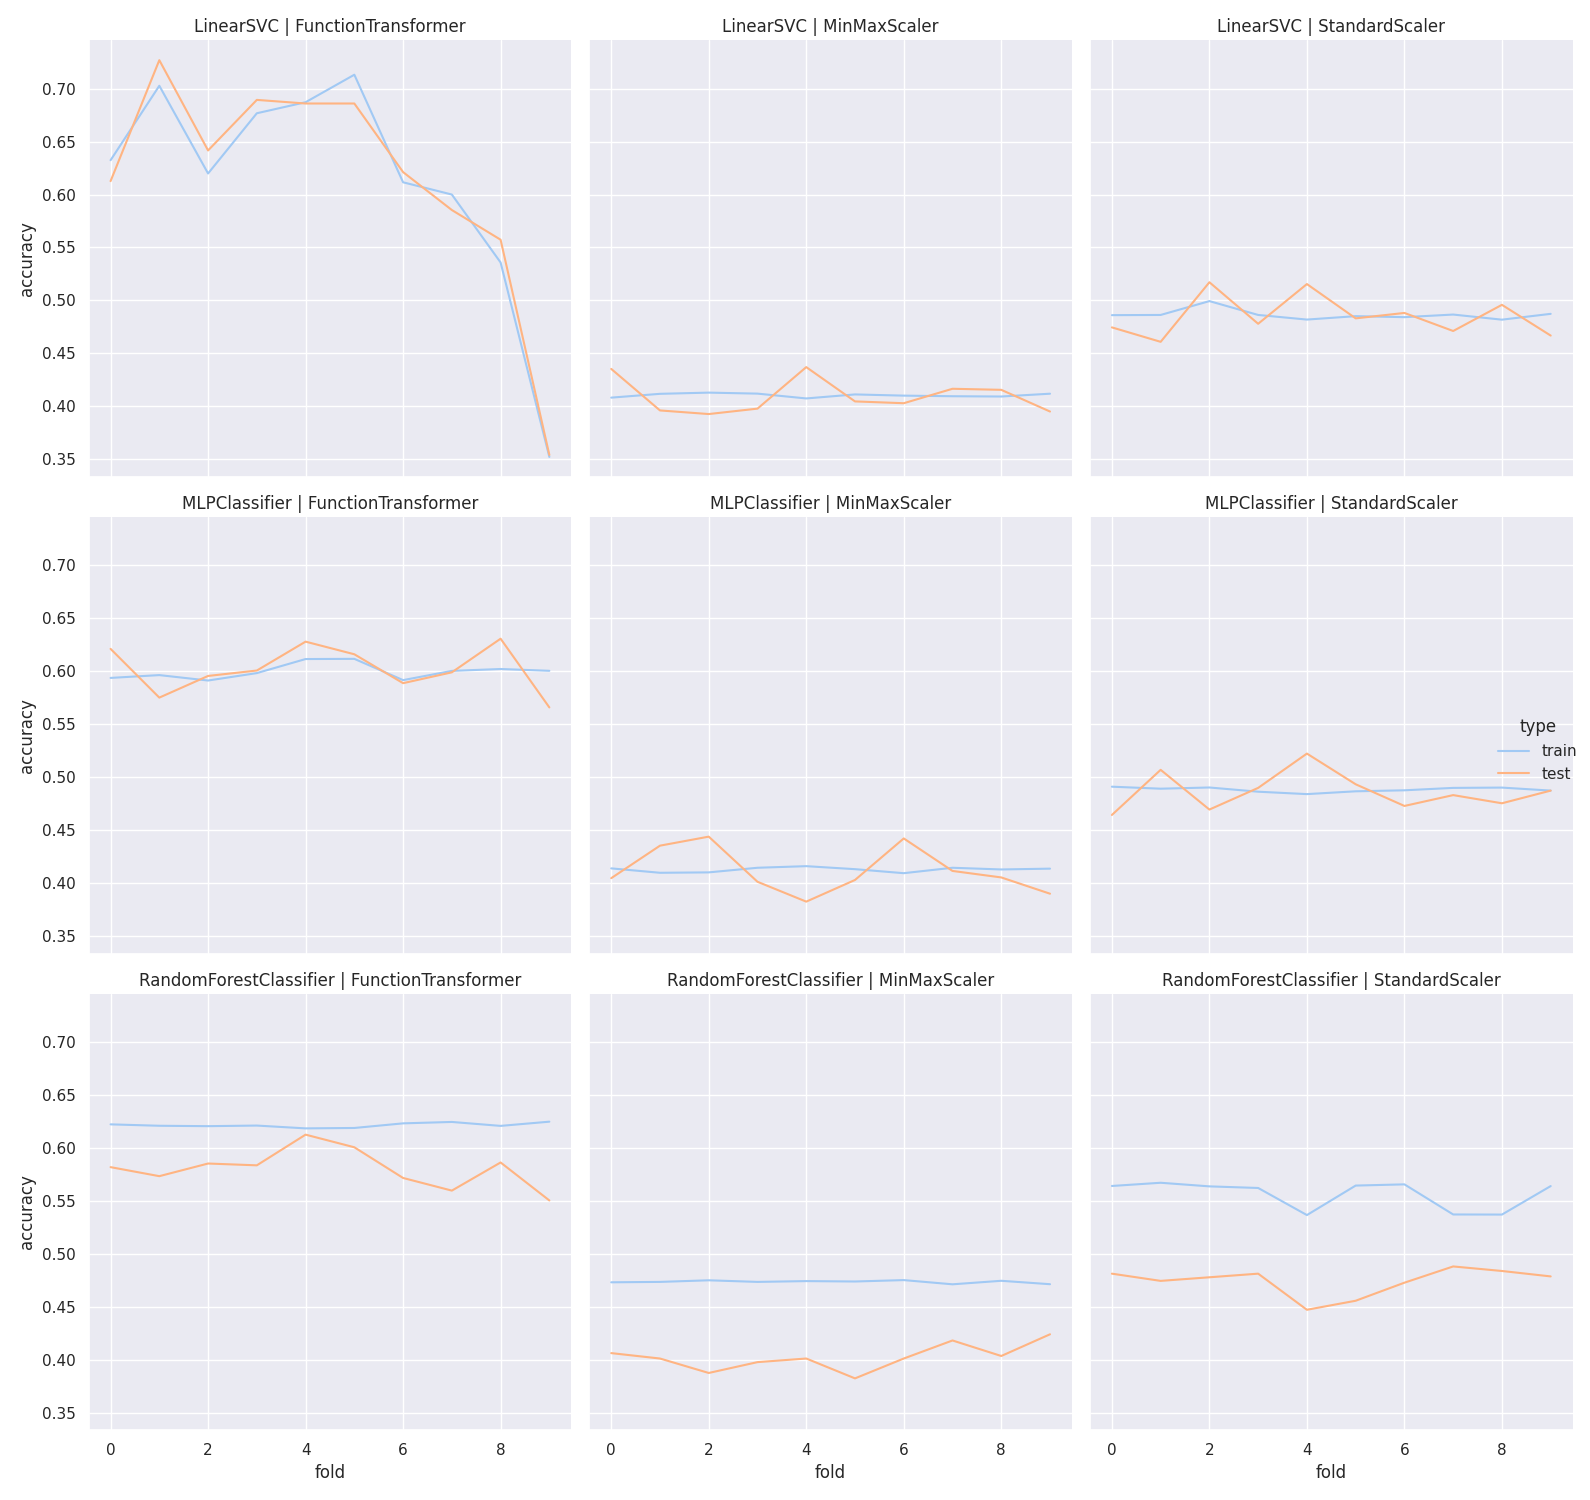 LinearSVC | FunctionTransformer
LinearSVC | MinMaxScaler
LinearSVC | StandardScaler
0.70
0.65
0.60
0.55
0.50
0.45
0.40
0.35
accuracy
MLPClassifier | FunctionTransformer
MLPClassifier | MinMaxScaler
MLPClassifier | StandardScaler
0.70
0.65
0.60
0.55
0.50
0.45
0.40
0.35
accuracy
type
train
test
RandomForestClassifier | FunctionTransformer
RandomForestClassifier | MinMaxScaler
RandomForestClassifier | StandardScaler
0.70
0.65
0.60
0.55
0.50
0.45
0.40
0.35
accuracy
0 2 4 6 8
0 2 4 6 8
0 2 4 6 8
fold
fold
fold